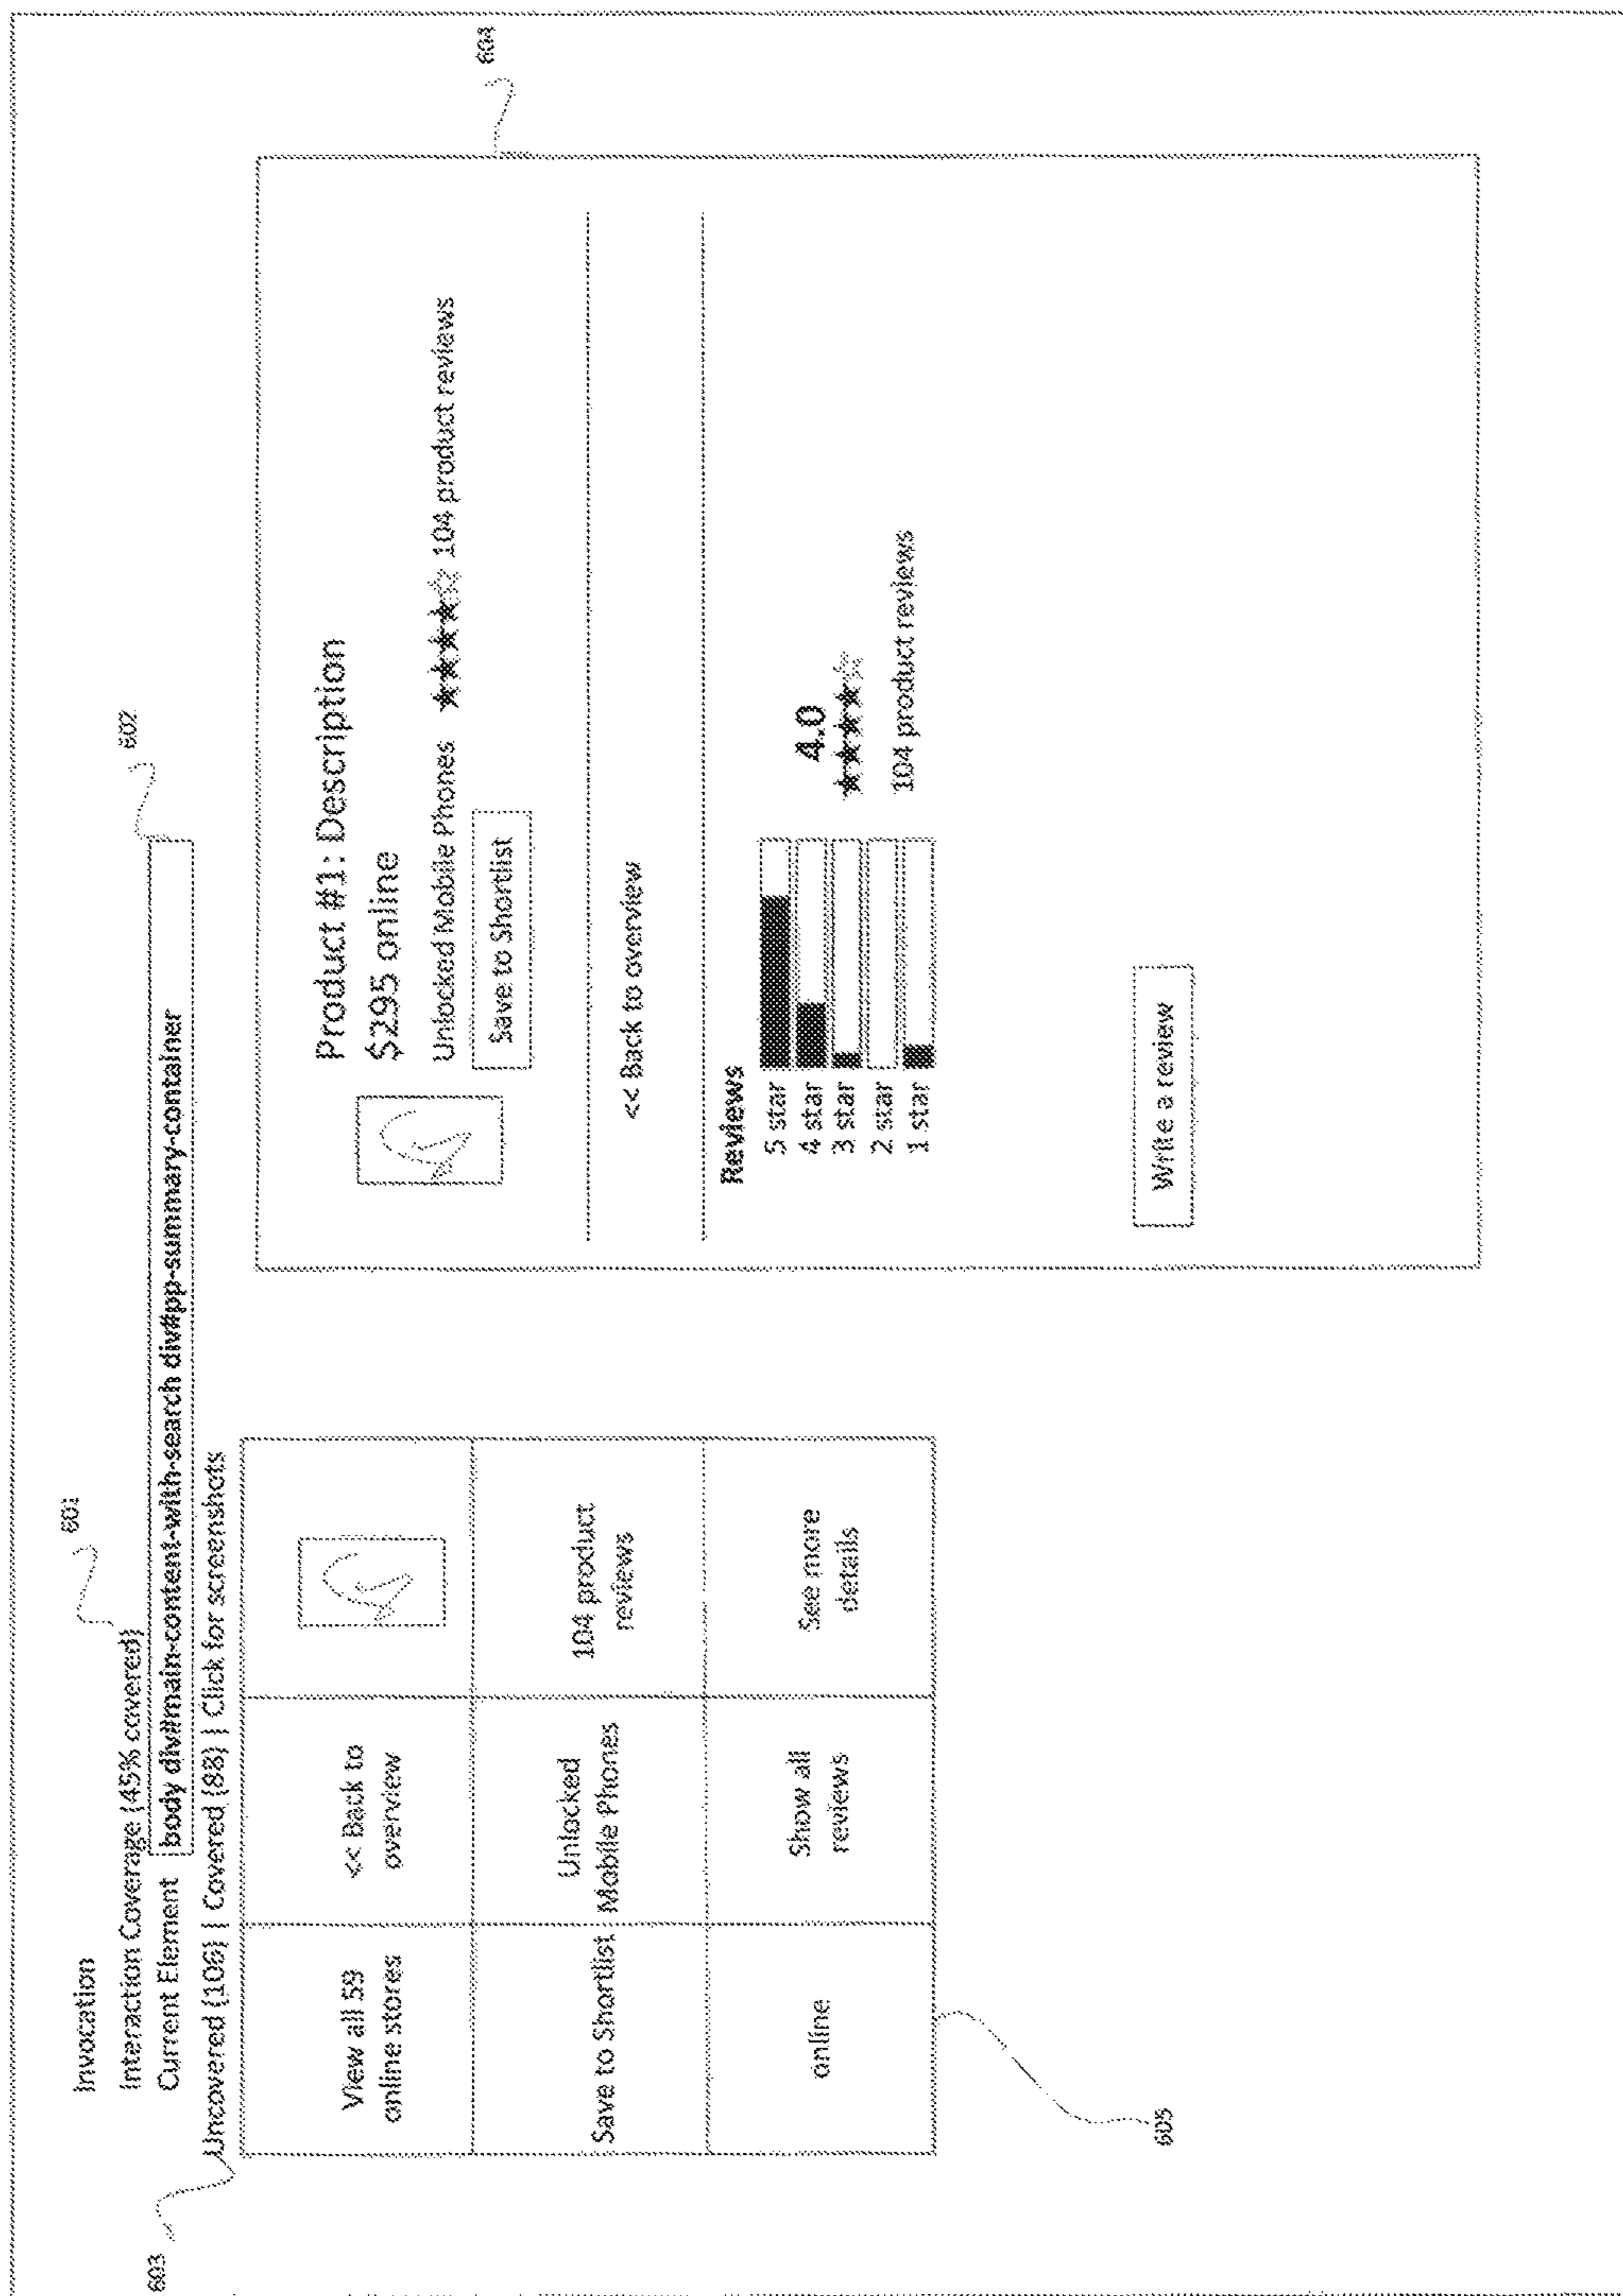 Invocation
Interaction Coverage (45% covered)
601
Current Element
body div#main-content-with-search div#pp-summary-container
602
Uncovered (106) | Covered (88) | Click for screenshots
603
View all 59
online stores
<< Back to
overview
Save to Shortlist
Unlocked
Mobile Phones
104 product
reviews
online
Show all
reviews
See more
details
605
604
Product #1: Description
$295 online
Unlocked Mobile Phones ★★★★☆ 104 product reviews
Save to Shortlist
<< Back to overview
Reviews
5 star
4 star
3 star
2 star
1 star
4.0
★★★★☆
104 product reviews
Write a review